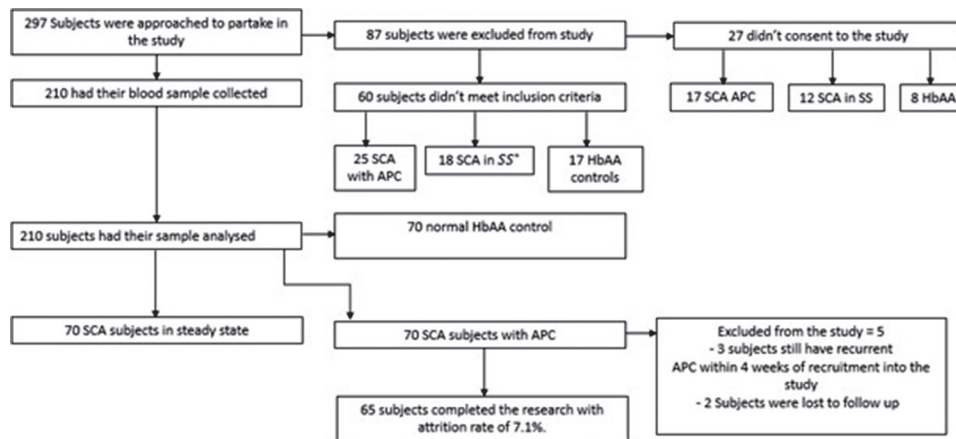 297 Subjects were approached to partake in
the study
87 subjects were excluded from study
27 didn't consent to the study
210 had their blood sample collected
60 subjects didn't meet inclusion criteria
17 SCA APC
12 SCA in SS
8 HbAA
25 SCA
with APC
18 SCA in SS*
17 HbAA
controls
210 subjects had their sample analysed
70 normal HbAA control
70 SCA subjects in steady state
70 SCA subjects with APC
Excluded from the study = 5
- 3 subjects still have recurrent
APC within 4 weeks of recruitment into the
study
- 2 Subjects were lost to follow up
65 subjects completed the research with
attrition rate of 7.1%.